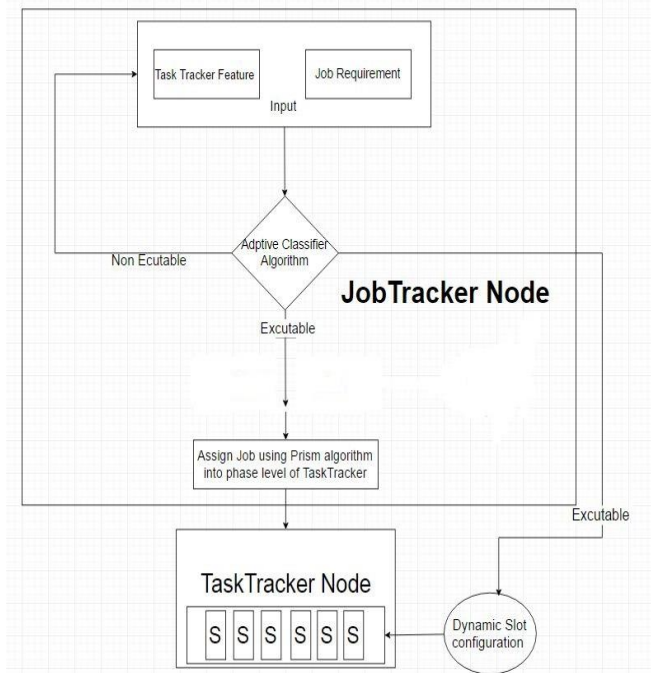 Task Tracker Feature
Job Requirement
Input
Adptive Classifier
Algorithm
Non Ecutable
JobTracker Node
Excutable
Assign Job using Prism algorithm
into phase level of TaskTracker
Excutable
TaskTracker Node
S S S S S S
Dynamic Slot
configuration